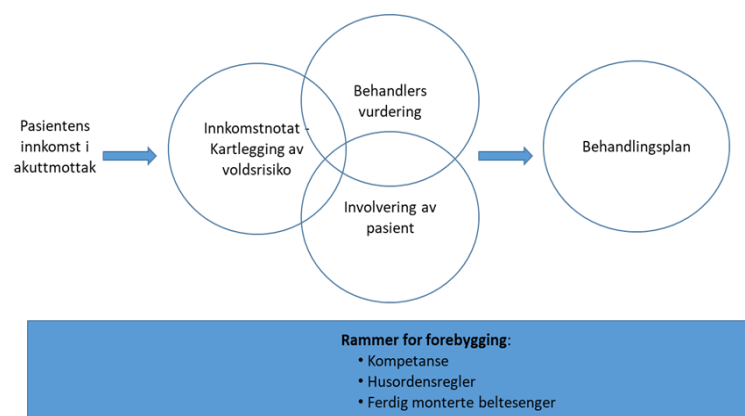 Pasientens
innkomst i
akuttmottak
Innkomstnotat -
Kartlegging av
voldsrisiko
Behandlers
vurdering
Involvering av
pasient
Behandlingsplan
Rammer for forebygging:
• Kompetanse
• Husordensregler
• Ferdig monterte beltesenger